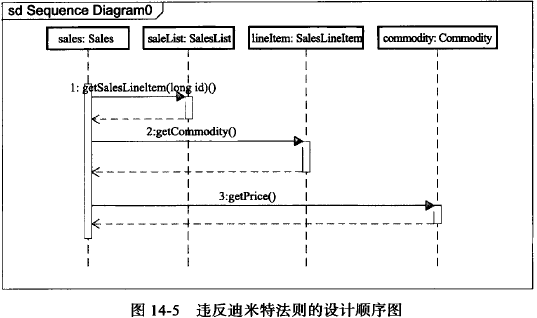 sd Sequence Diagram0
sales: Sales
saleList: SalesList
lineItem: SalesLineItem
commodity: Commodity
1: getSalesLineItem(long id)()
2:getCommodity()
3:getPrice()
图 14-5 违反迪米特法则的设计顺序图